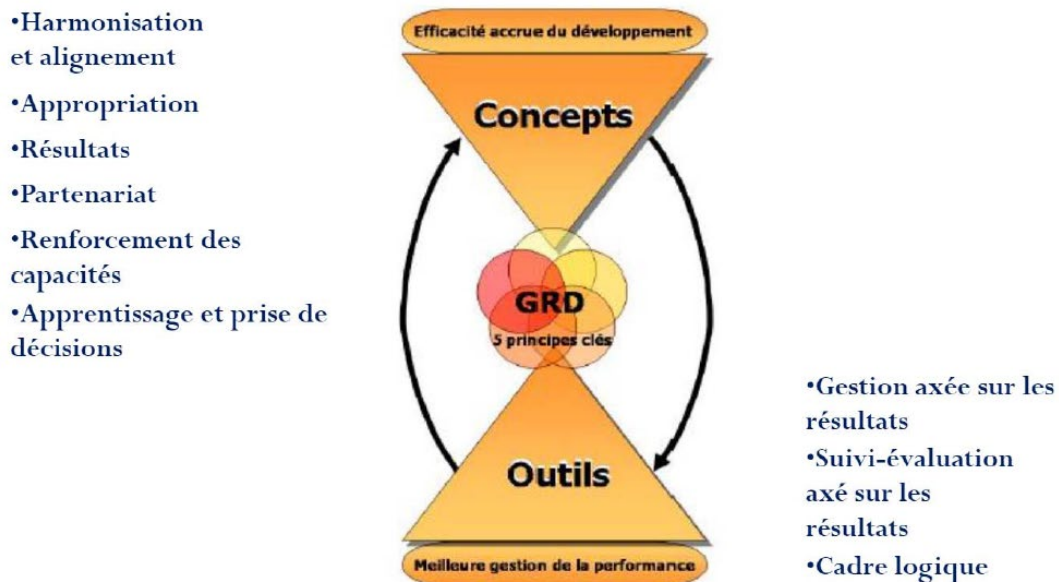 •Harmonisation
et alignement
•Appropriation
•Résultats
•Partenariat
•Renforcement des
capacités
•Apprentissage et prise de
décisions
Efficacité accrue du développement
Concepts
GRD
5 principes clés
Outils
Meilleure gestion de la performance
•Gestion axée sur les
résultats
•Suivi-évaluation
axé sur les
résultats
•Cadre logique